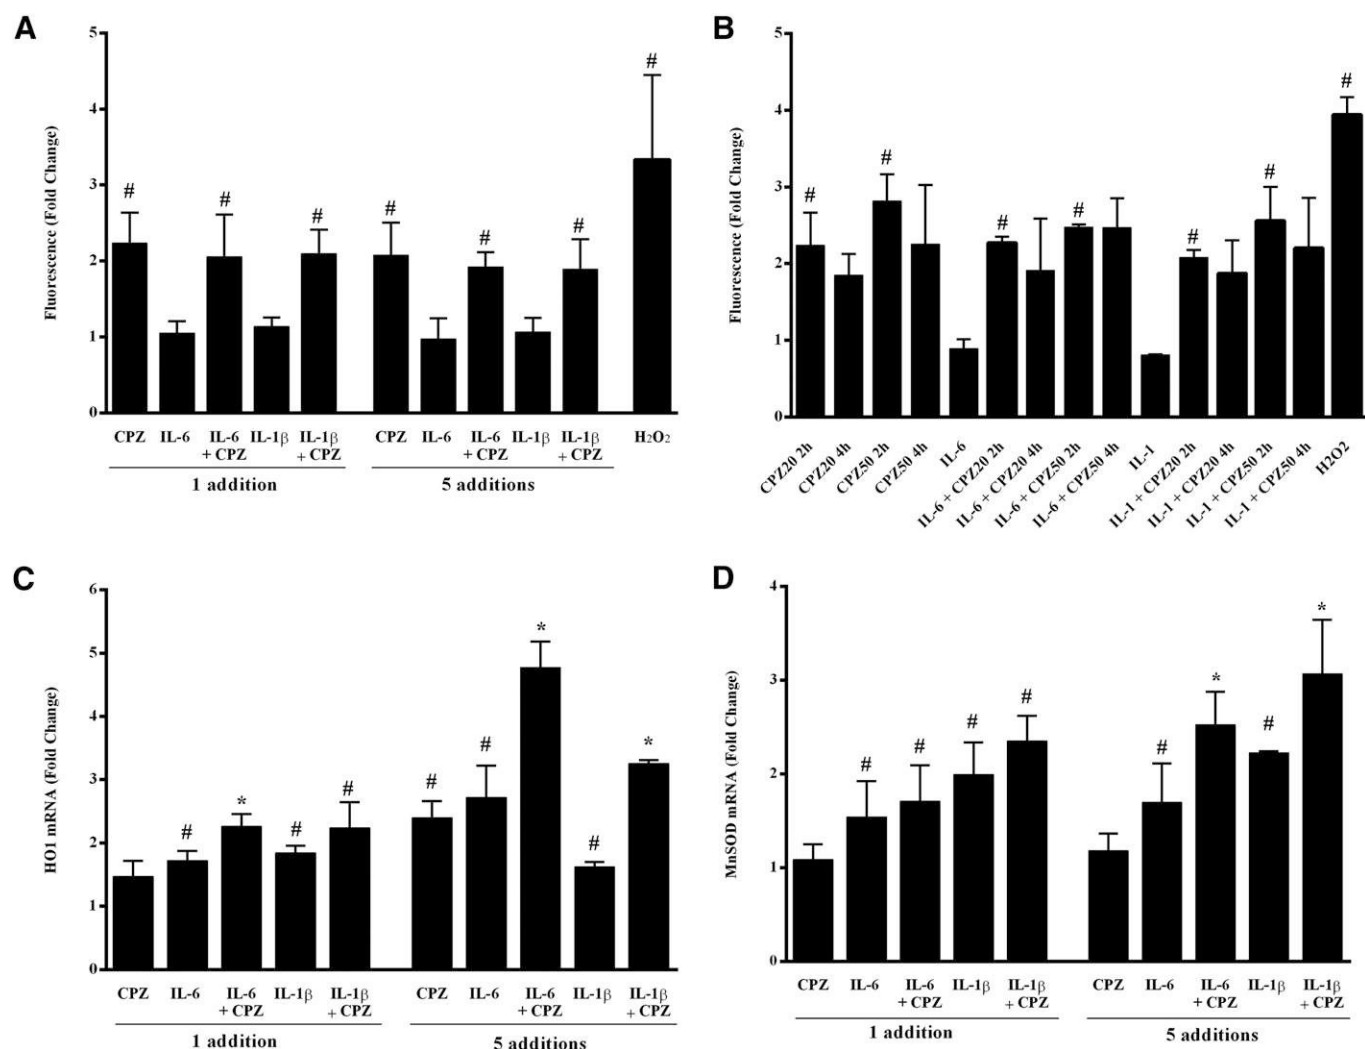 A
Fluorescence (Fold Change)
5
4
3
2
1
0
# # # # # # #
CPZ IL-6 IL-6 IL-1β IL-1β CPZ IL-6 IL-6 IL-1β IL-1β H2O2
+ CPZ + CPZ + CPZ + CPZ
1 addition 5 additions
B
Fluorescence (Fold Change)
5
4
3
2
1
0
# # # # # # #
CPZ20 2h
CPZ20 4h
CPZ50 2h
CPZ50 4h
IL-6
IL-6 + CPZ20 2h
IL-6 + CPZ20 4h
IL-6 + CPZ50 2h
IL-6 + CPZ50 4h
IL-1
IL-1 + CPZ20 2h
IL-1 + CPZ20 4h
IL-1 + CPZ50 2h
IL-1 + CPZ50 4h
H2O2
C
HO1 mRNA (Fold Change)
6
5
4
3
2
1
0
# * # # # # * # *
CPZ IL-6 IL-6 IL-1β IL-1β CPZ IL-6 IL-6 IL-1β IL-1β
+ CPZ + CPZ + CPZ + CPZ
1 addition 5 additions
D
MnSOD mRNA (Fold Change)
4
3
2
1
0
# # # # # * # *
CPZ IL-6 IL-6 IL-1β IL-1β CPZ IL-6 IL-6 IL-1β IL-1β
+ CPZ + CPZ + CPZ + CPZ
1 addition 5 additions